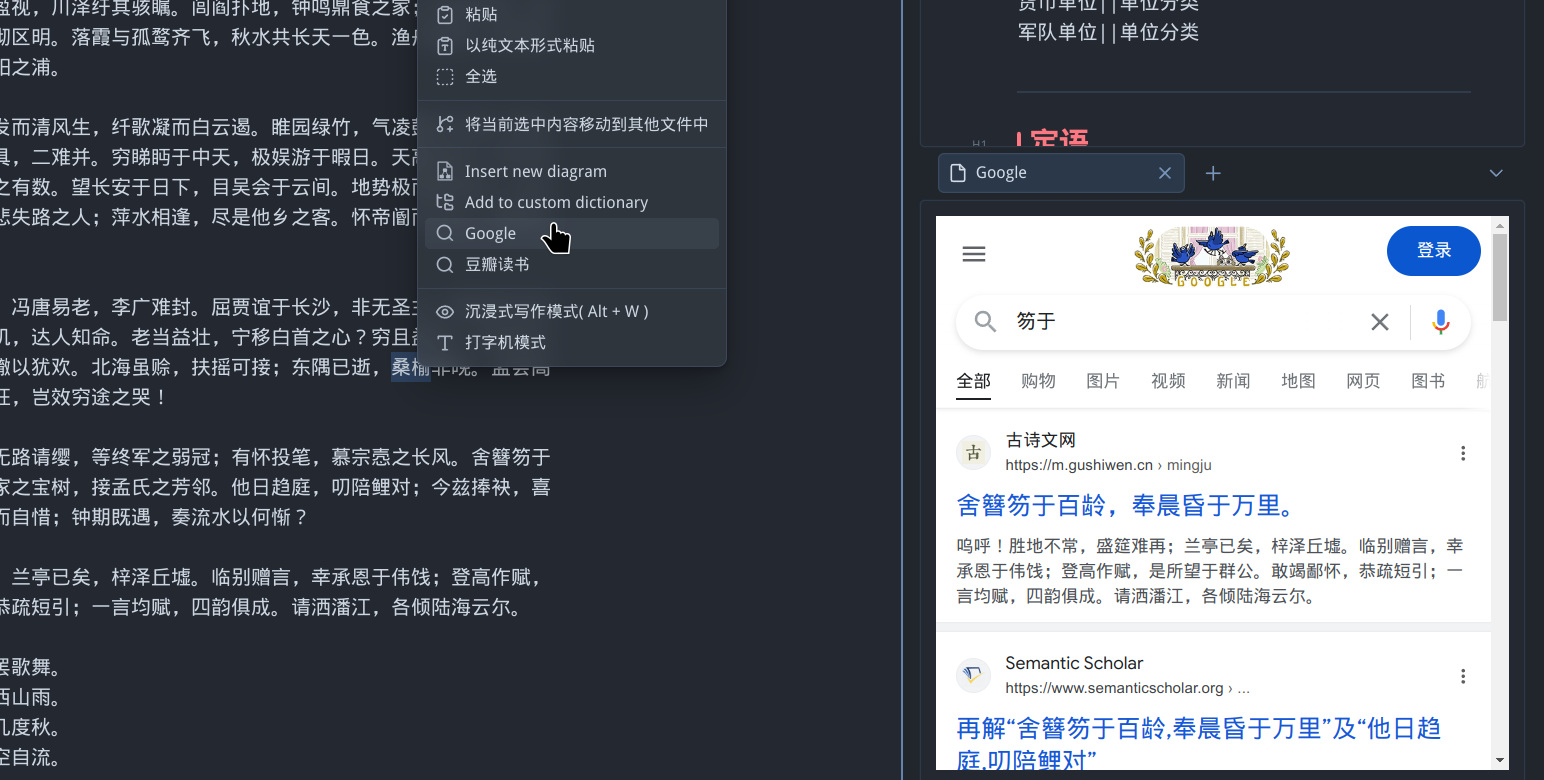 盈视，川泽纡其骇瞩。闾阎扑地，钟鸣鼎食之家；
彻区明。落霞与孤鹜齐飞，秋水共长天一色。渔舟
阳之浦。
发而清风生，纤歌凝而白云遏。睢园绿竹，气凌彭
具，二难并。穷睇眄于中天，极娱游于暇日。天高
之有数。望长安于日下，目吴会于云间。地势极而
悲失路之人；萍水相逢，尽是他乡之客。怀帝阍而
冯唐易老，李广难封。屈贾谊于长沙，非无圣主
机，达人知命。老当益壮，宁移白首之心？穷且益
辙以犹欢。北海虽赊，扶摇可接；东隅已逝，桑榆非晚。孟尝高
狂，岂效穷途之哭！
无路请缨，等终军之弱冠；有怀投笔，慕宗悫之长风。舍簪笏于
家之宝树，接孟氏之芳邻。他日趋庭，叨陪鲤对；今兹捧袂，喜
而自惜；钟期既遇，奏流水以何惭？
兰亭已矣，梓泽丘墟。临别赠言，幸承恩于伟饯；登高作赋，
恭疏短引；一言均赋，四韵俱成。请洒潘江，各倾陆海云尔。
罢歌舞。
西山雨。
几度秋。
空自流。
粘贴
以纯文本形式粘贴
全选
将当前选中内容移动到其他文件中
Insert new diagram
Add to custom dictionary
Google
豆瓣读书
沉浸式写作模式( Alt + W )
打字机模式
货币单位||单位分类
军队单位||单位分类
H1
定语
Google
GOOGLE
登录
笏于
全部 购物 图片 视频 新闻 地图 网页 图书 航
古
古诗文网
https://m.gushiwen.cn › mingju
舍簪笏于百龄，奉晨昏于万里。
呜呼！胜地不常，盛筵难再；兰亭已矣，梓泽丘墟。临别赠言，幸
承恩于伟饯；登高作赋，是所望于群公。敢竭鄙怀，恭疏短引；一
言均赋，四韵俱成。请洒潘江，各倾陆海云尔。
Semantic Scholar
https://www.semanticscholar.org › ...
再解“舍簪笏于百龄,奉晨昏于万里”及“他日趋
庭,叨陪鲤对”